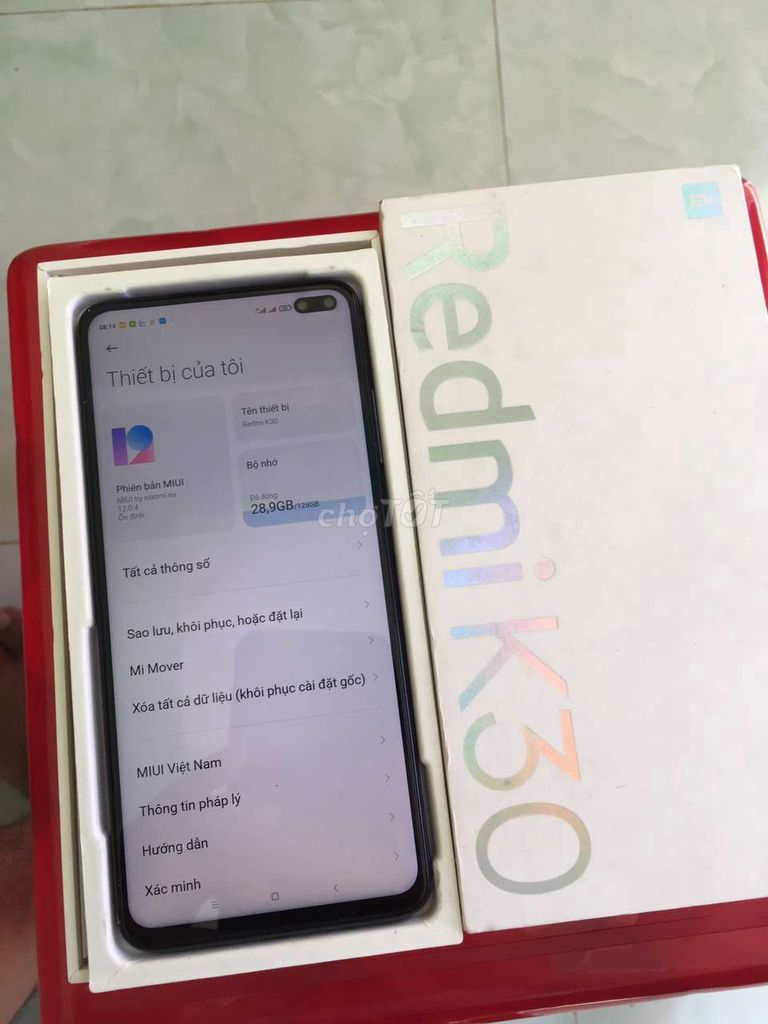 08:14
Thiết bị của tôi
12
Phiên bản MIUI
MIUI by xiaomi.eu
12.0.4
Ổn định
Tên thiết bị
Redmi K30
Bộ nhớ
Đã dùng
28,9GB/128GB
Tất cả thông số
Sao lưu, khôi phục, hoặc đặt lại
Mi Mover
Xóa tất cả dữ liệu (khôi phục cài đặt gốc)
MIUI Việt Nam
Thông tin pháp lý
Hướng dẫn
Xác minh
chợTỐT
mi
Redmi K30